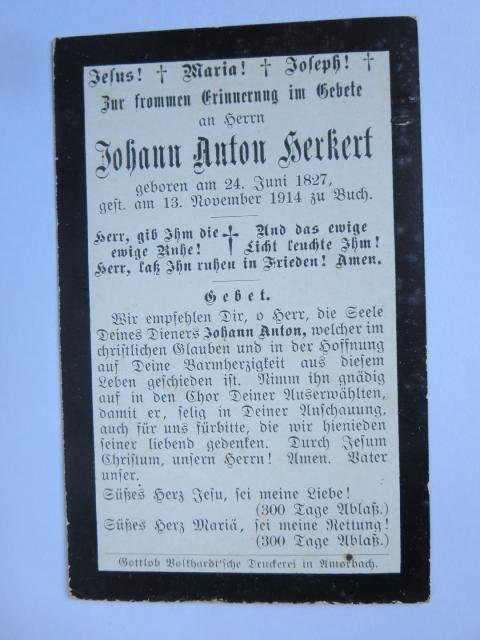 Jesus! † Maria! † Joseph! †
Zur frommen Erinnerung im Gebete
an Herrn
Johann Anton Herkert
geboren am 24. Juni 1827,
gest. am 13. November 1914 zu Buch.
Herr, gib Ihm die † Und das ewige
ewige Ruhe! Licht leuchte Ihm!
Herr, laß Ihn ruhen in Frieden! Amen.
Gebet.
Wir empfehlen Dir, o Herr, die Seele
Deines Dieners Johann Anton, welcher im
christlichen Glauben und in der Hoffnung
auf Deine Barmherzigkeit aus diesem
Leben geschieden ist. Nimm ihn gnädig
auf in den Chor Deiner Auserwählten,
damit er, selig in Deiner Anschauung,
auch für uns fürbitte, die wir hienieden
seiner liebend gedenken. Durch Jesum
Christum, unsern Herrn! Amen. Vater
unser.
Süßes Herz Jesu, sei meine Liebe!
(300 Tage Ablaß.)
Süßes Herz Mariä, sei meine Rettung!
(300 Tage Ablaß.)
Gottlob Volkhardt'sche Druckerei in Amorbach.